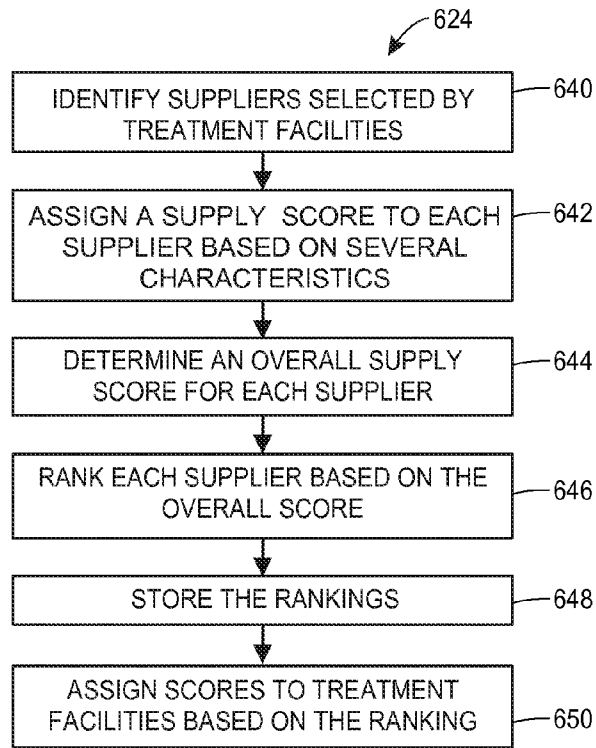 624
IDENTIFY SUPPLIERS SELECTED BY
TREATMENT FACILITIES
640
ASSIGN A SUPPLY SCORE TO EACH
SUPPLIER BASED ON SEVERAL
CHARACTERISTICS
642
DETERMINE AN OVERALL SUPPLY
SCORE FOR EACH SUPPLIER
644
RANK EACH SUPPLIER BASED ON THE
OVERALL SCORE
646
STORE THE RANKINGS
648
ASSIGN SCORES TO TREATMENT
FACILITIES BASED ON THE RANKING
650